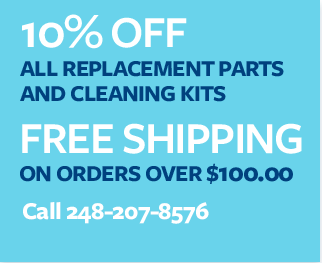 10% OFF
ALL REPLACEMENT PARTS
AND CLEANING KITS
FREE SHIPPING
ON ORDERS OVER $100.00
Call 248-207-8576